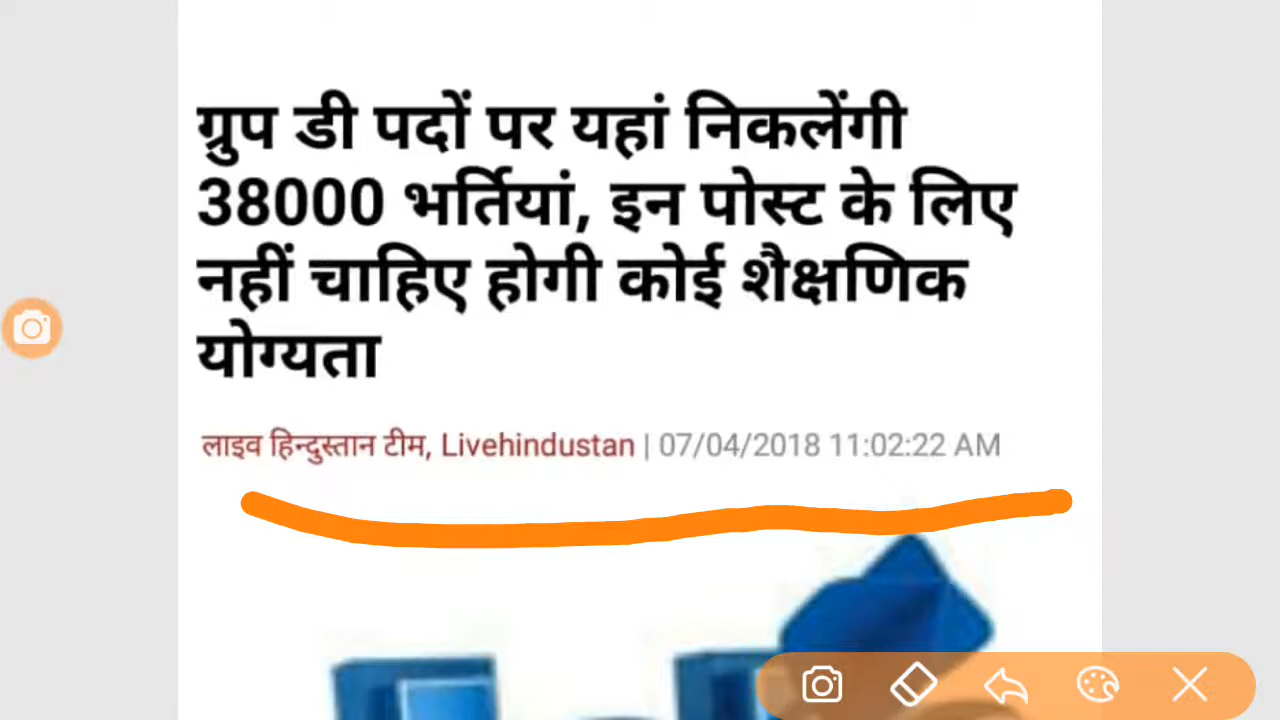 ग्रुप डी पदों पर यहां निकलेंगी
38000 भर्तियां, इन पोस्ट के लिए
नहीं चाहिए होगी कोई शैक्षणिक
योग्यता
लाइव हिन्दुस्तान टीम, Livehindustan | 07/04/2018 11:02:22 AM